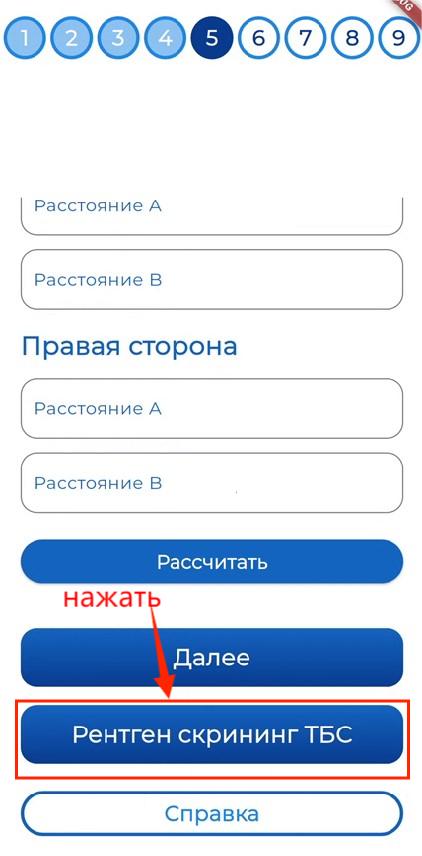 1 2 3 4 5 6 7 8 9
Расстояние А
Расстояние В
Правая сторона
Расстояние А
Расстояние В
Рассчитать
нажать
Далее
Рентген скрининг ТБС
Справка